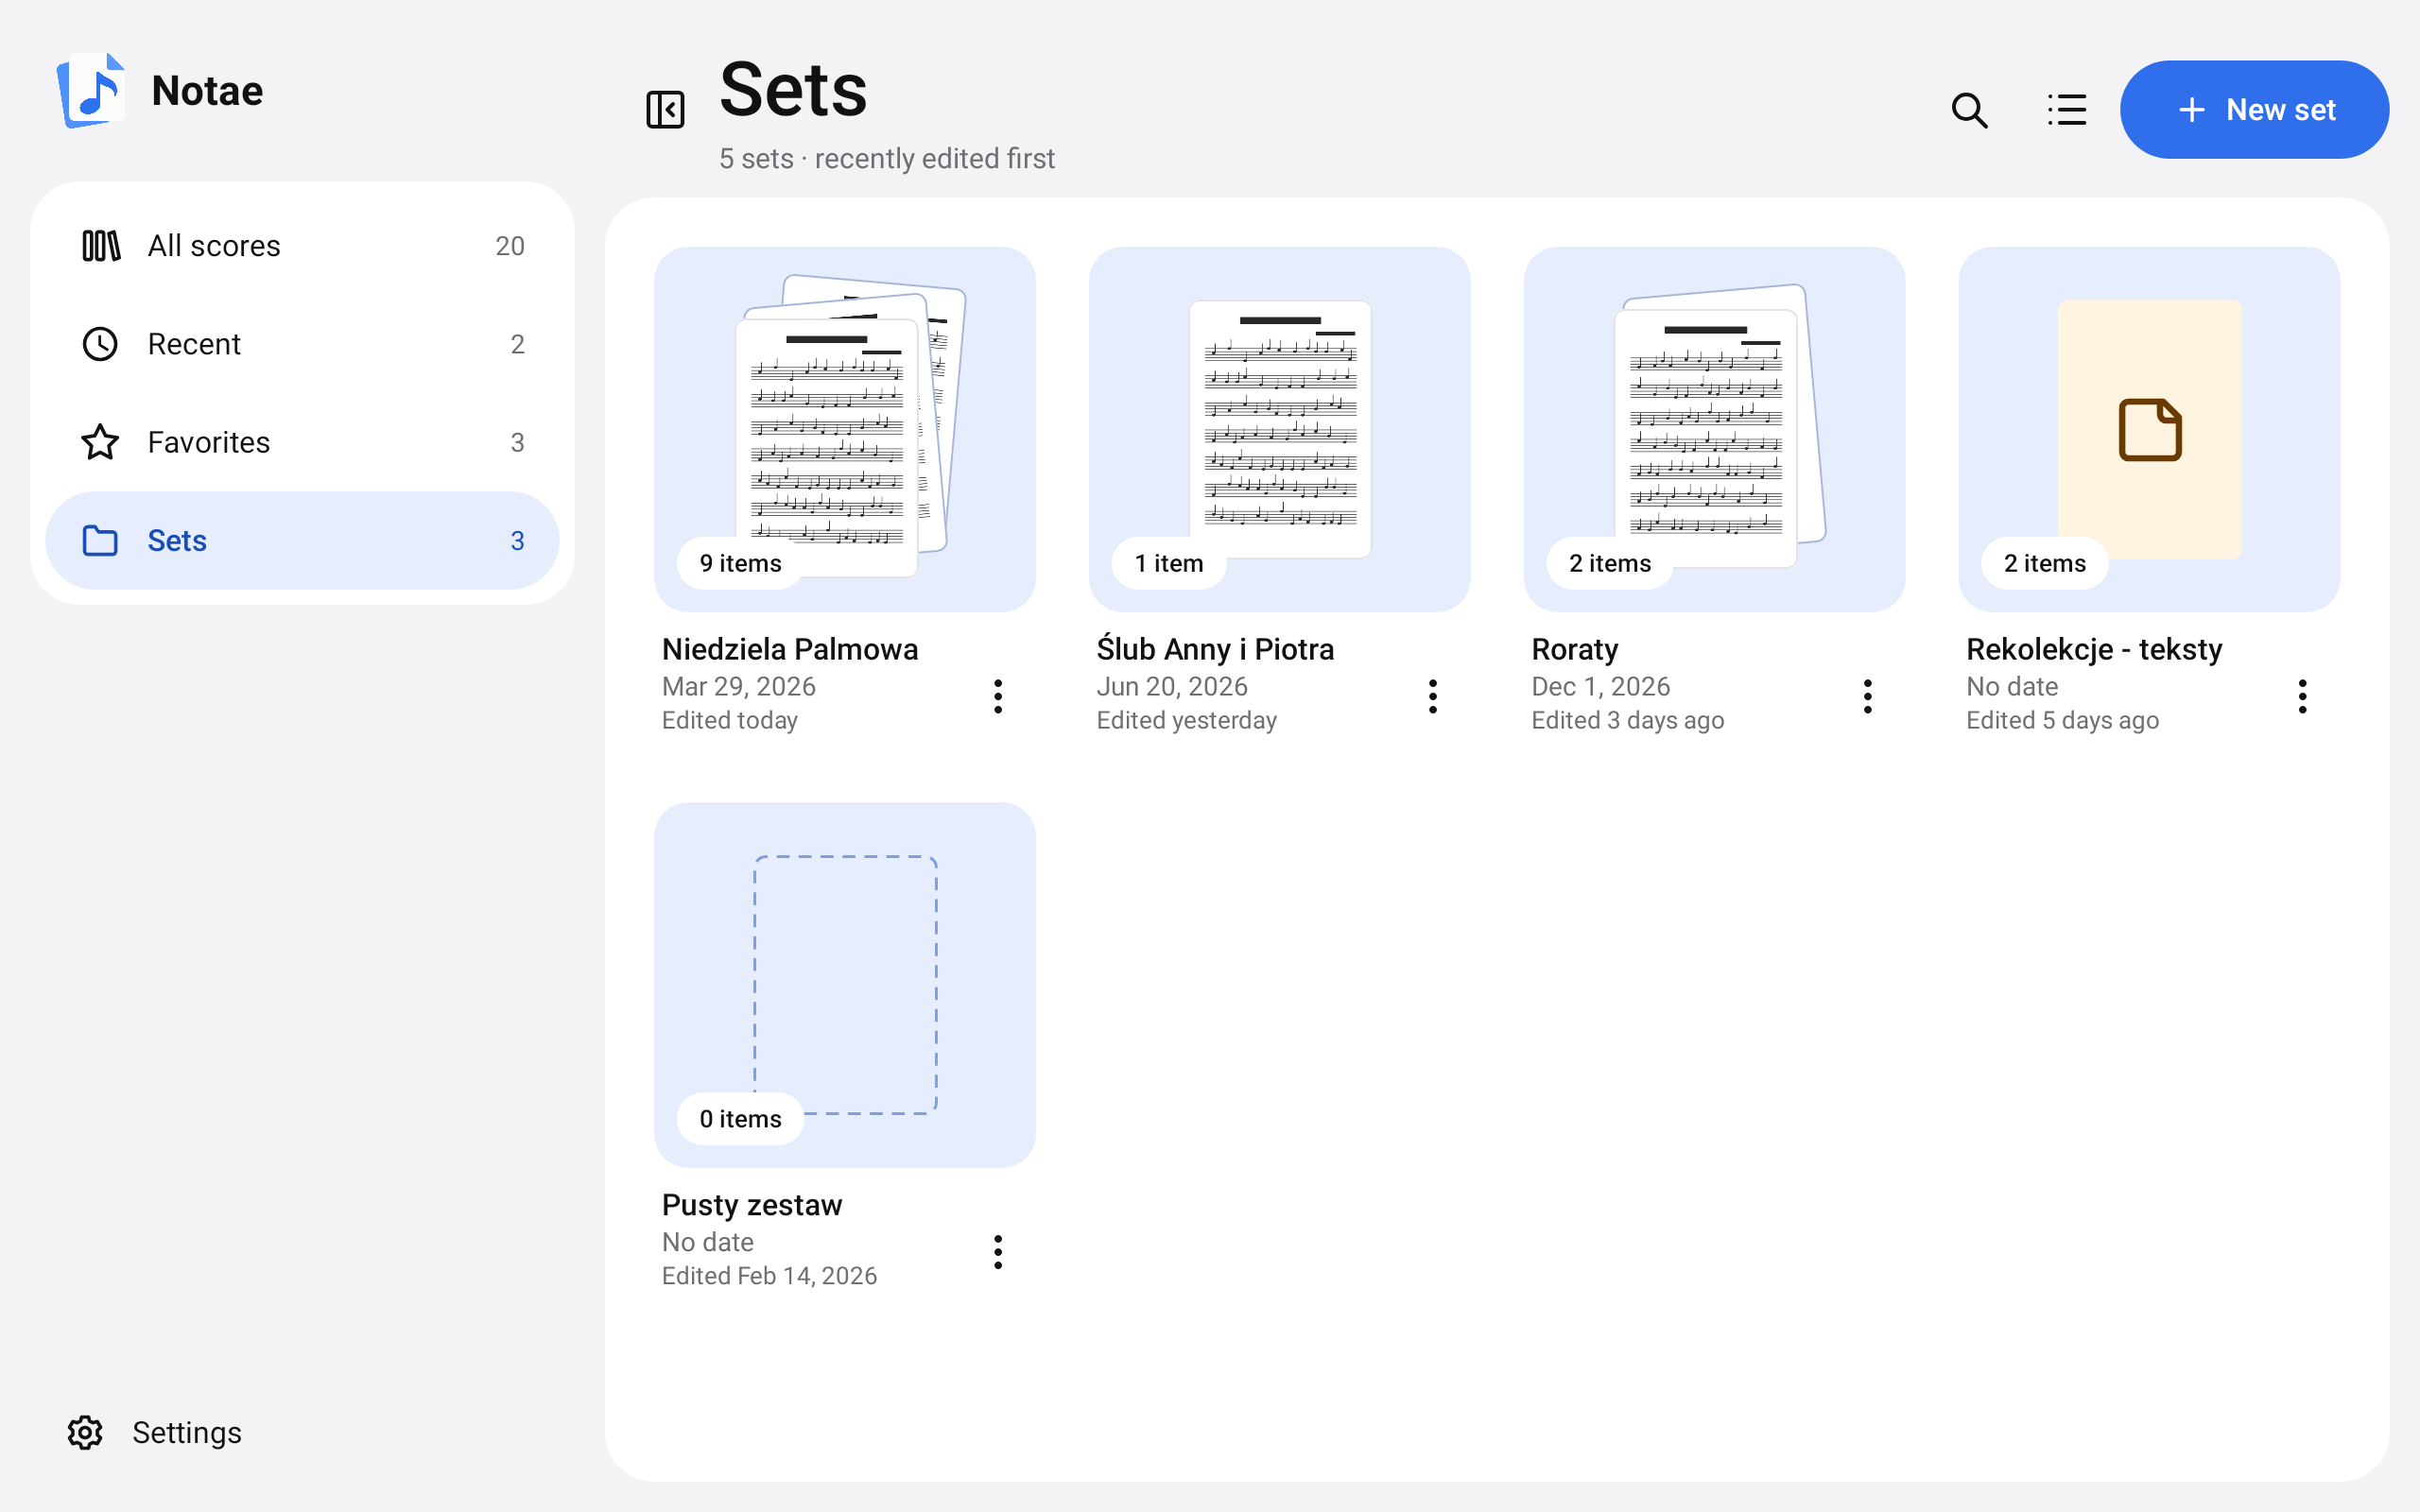 Notae
All scores 20
Recent 2
Favorites 3
Sets 3
Settings
Sets
5 sets · recently edited first
New set
9 items
Niedziela Palmowa
Mar 29, 2026
Edited today
1 item
Ślub Anny i Piotra
Jun 20, 2026
Edited yesterday
2 items
Roraty
Dec 1, 2026
Edited 3 days ago
2 items
Rekolekcje - teksty
No date
Edited 5 days ago
0 items
Pusty zestaw
No date
Edited Feb 14, 2026